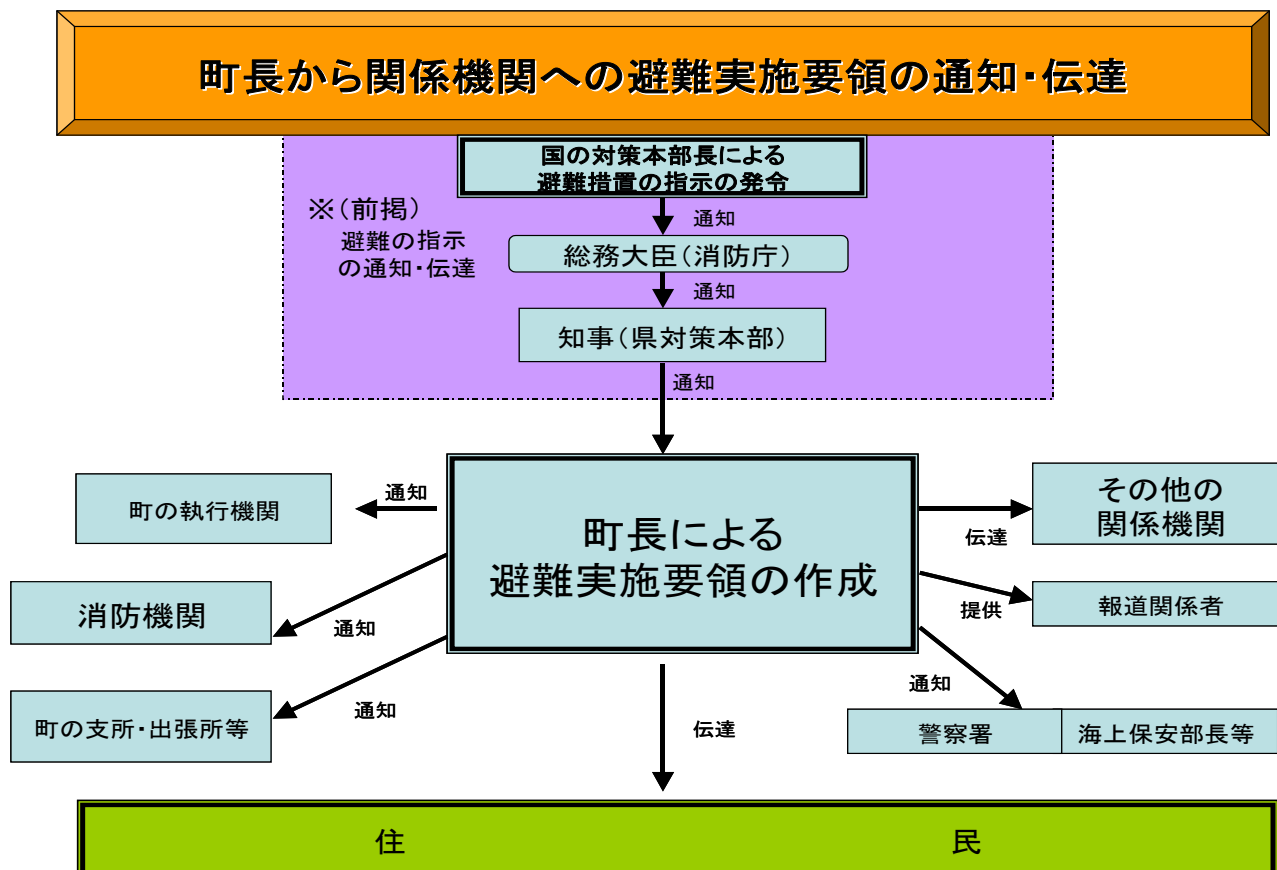 町長から関係機関への避難実施要領の通知・伝達
国の対策本部長による
避難措置の指示の発令
※(前掲)
避難の指示
の通知・伝達
通知
総務大臣(消防庁)
通知
知事(県対策本部)
通知
町の執行機関
通知
消防機関
通知
町の支所・出張所等
通知
町長による
避難実施要領の作成
その他の
関係機関
伝達
報道関係者
提供
通知
警察署
海上保安部長等
伝達
住 民